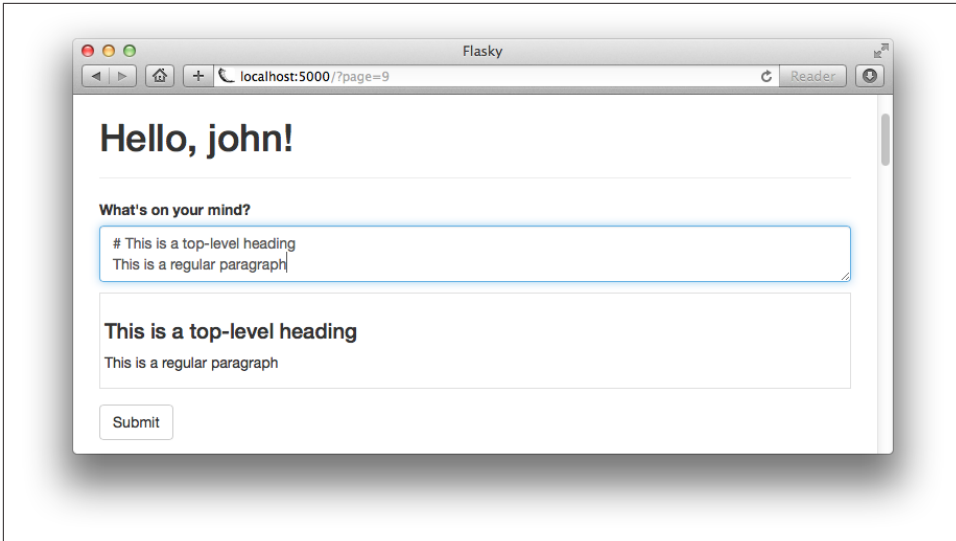 Flasky
localhost:5000/?page=9
Reader
Hello, john!
What's on your mind?
# This is a top-level heading
This is a regular paragraph
This is a top-level heading
This is a regular paragraph
Submit